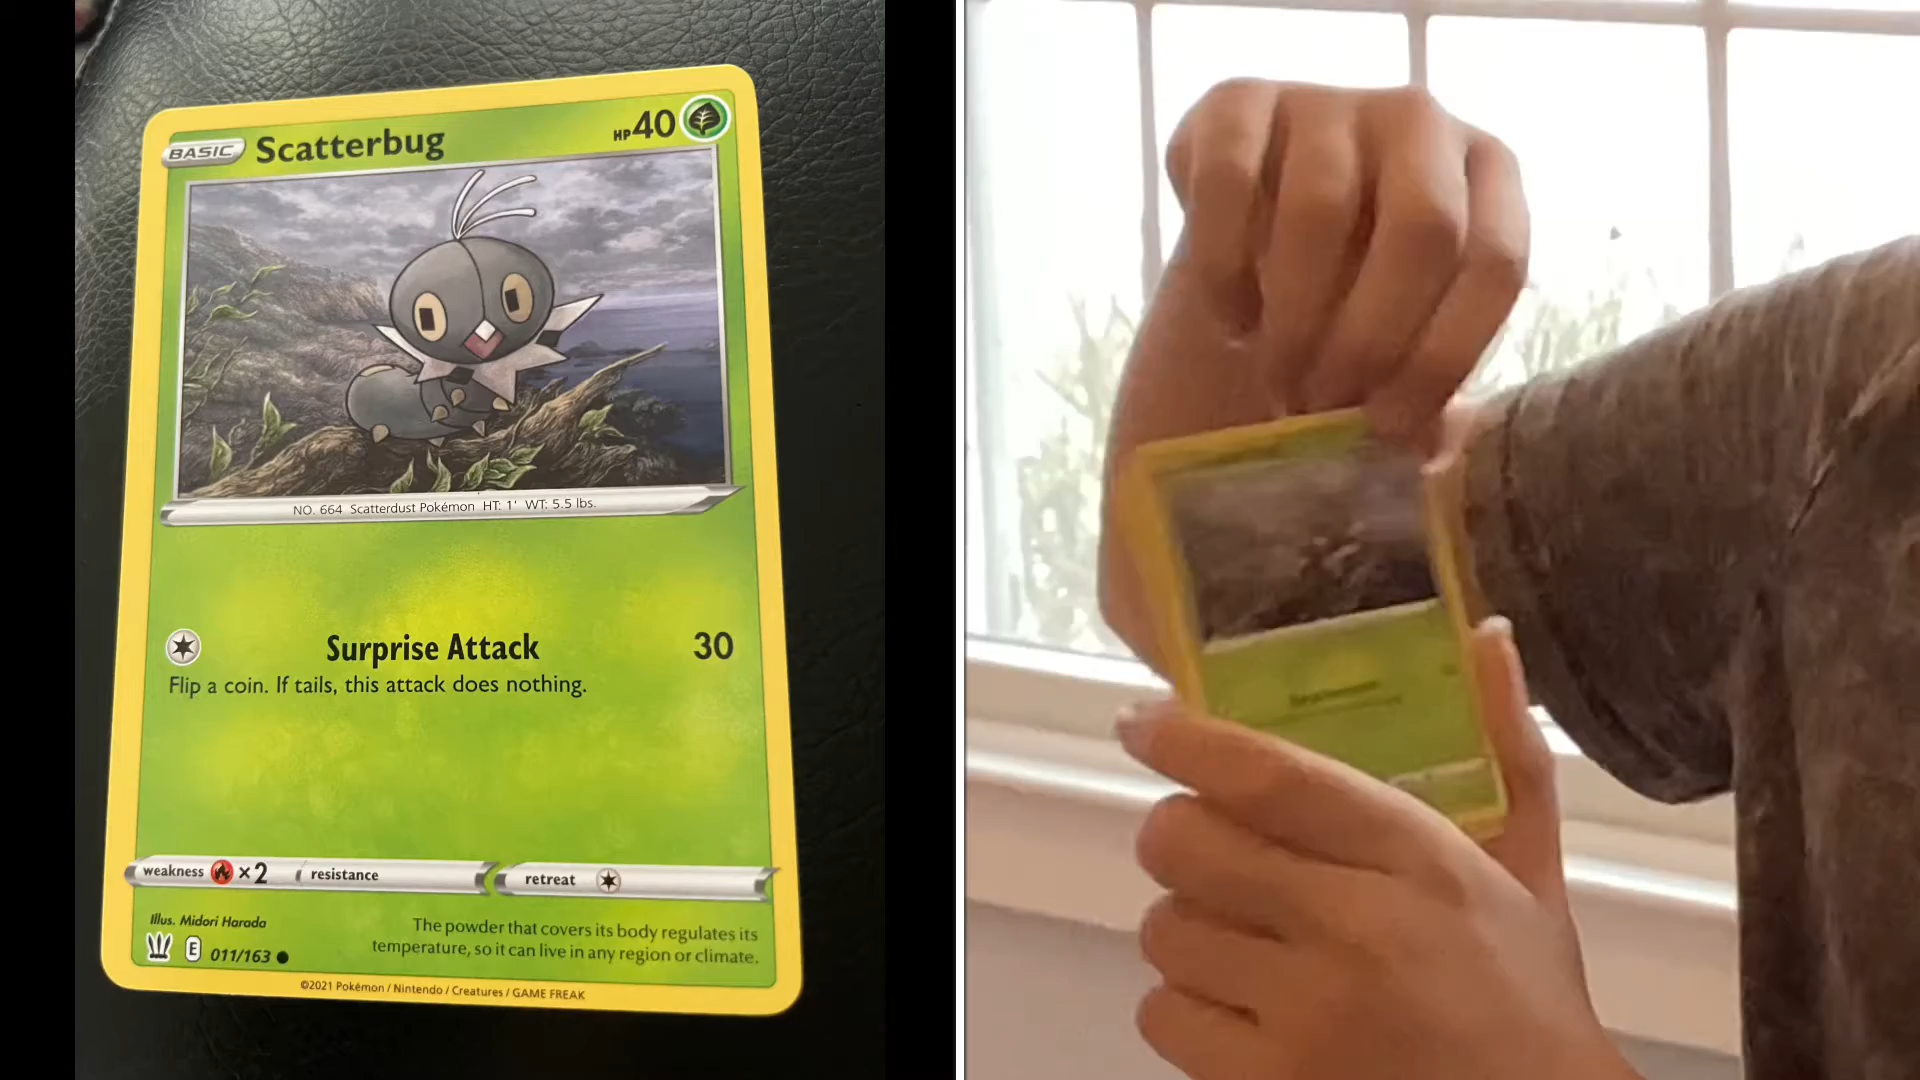 BASIC Scatterbug HP 40
NO. 664 Scatterdust Pokémon HT: 1' WT: 5.5 lbs.
Surprise Attack 30
Flip a coin. If tails, this attack does nothing.
weakness ×2 resistance retreat
Illus. Midori Harada
The powder that covers its body regulates its
temperature, so it can live in any region or climate.
E 011/163
©2021 Pokémon / Nintendo / Creatures / GAME FREAK